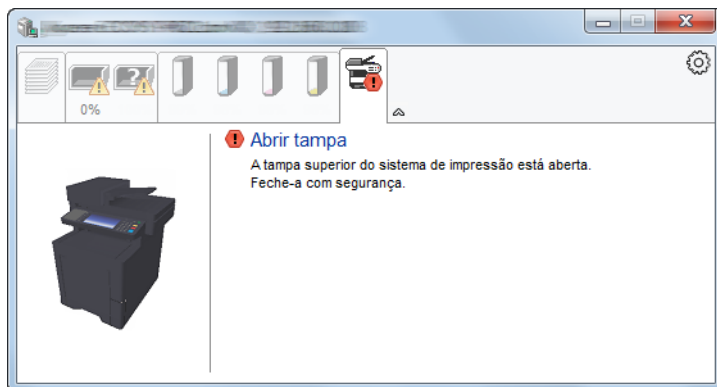 ?
0%
Abrir tampa
A tampa superior do sistema de impressão está aberta.
Feche-a com segurança.